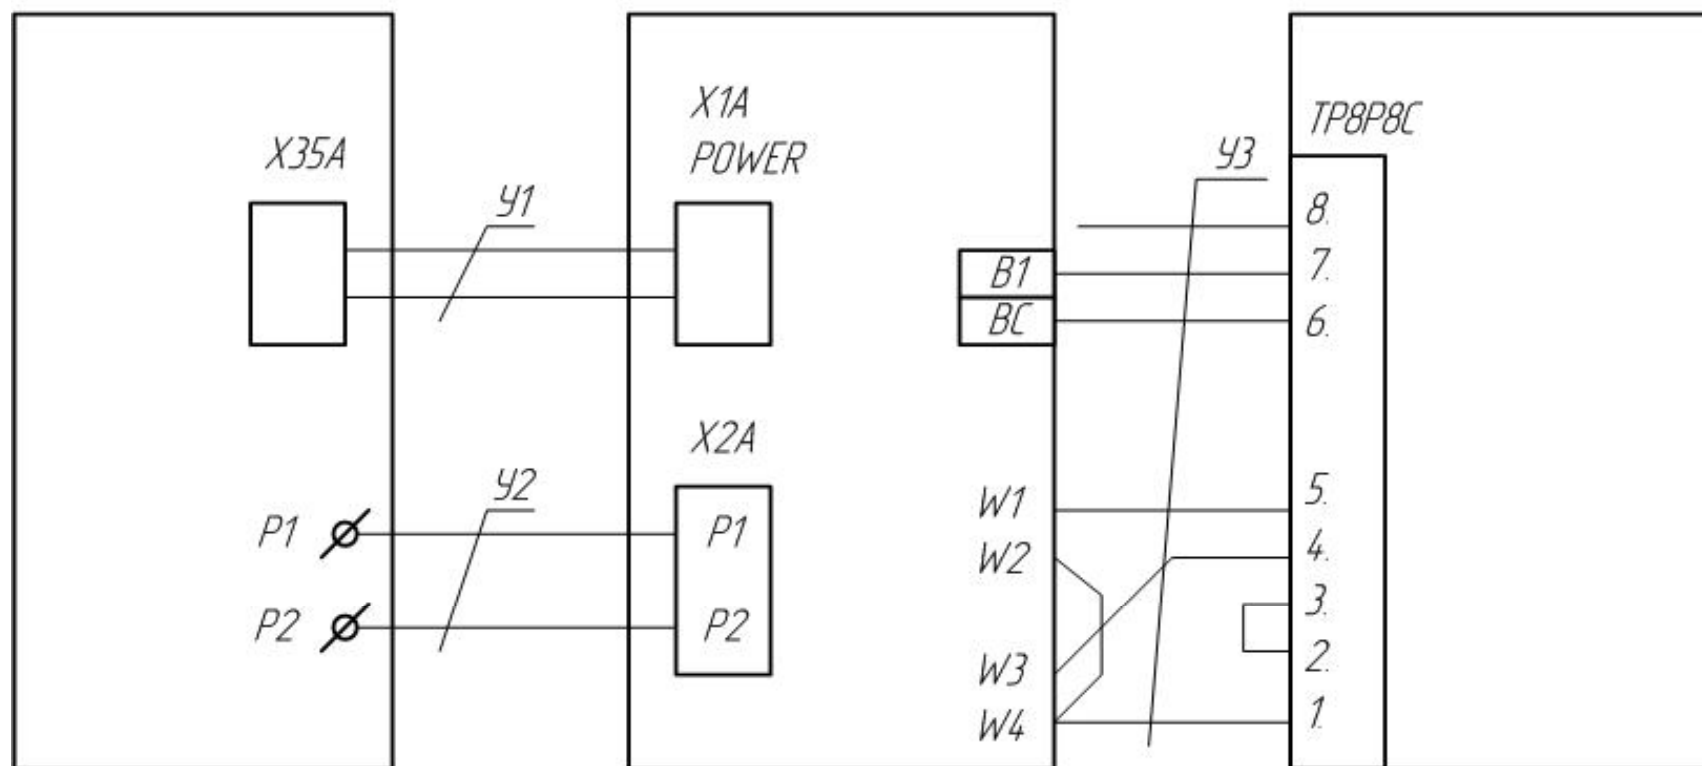 X35A
У1
X1A
POWER
B1
BC
У3
TP8P8C
8.
7.
6.
5.
4.
3.
2.
1.
P1
P2
У2
X2A
P1
P2
W1
W2
W3
W4